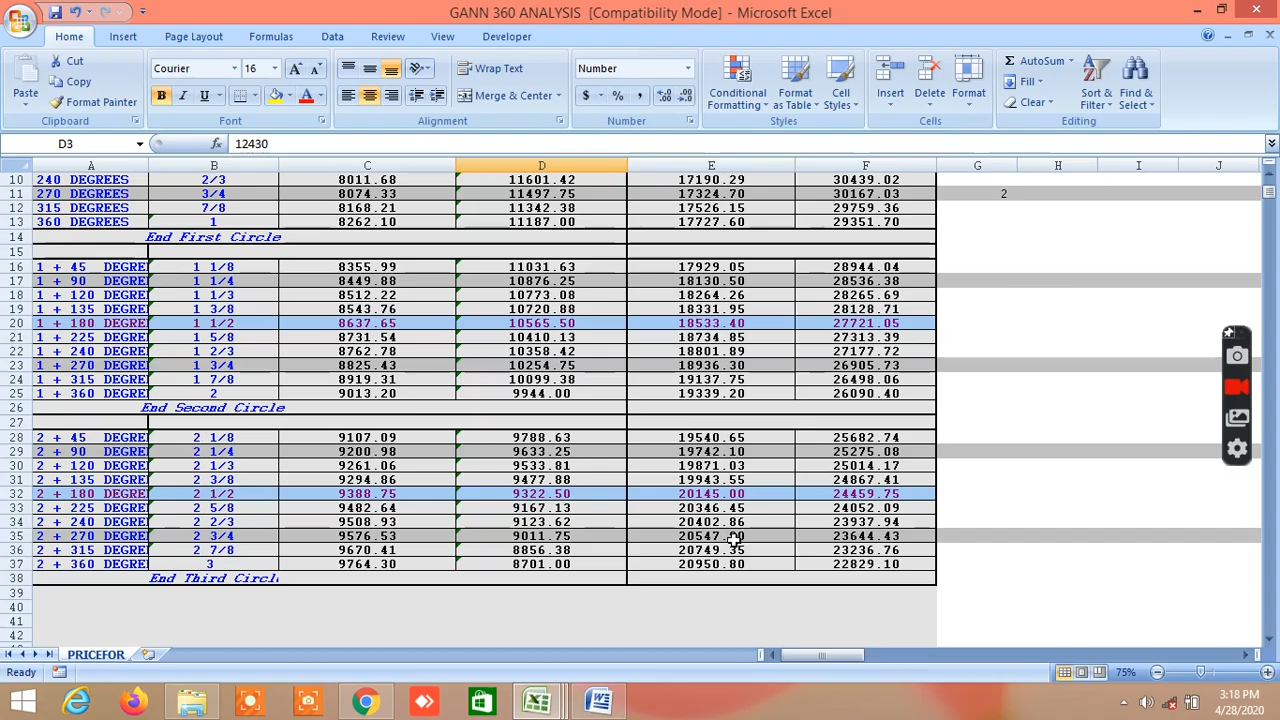 GANN 360 ANALYSIS [Compatibility Mode] - Microsoft Excel
Home Insert Page Layout Formulas Data Review View Developer
Paste Cut Copy Format Painter Clipboard
Courier 16 A A B I U A Font
Wrap Text Merge & Center Alignment
Number $ % , Number
Conditional Formatting Format as Table Cell Styles Styles
Insert Delete Format Cells
Σ AutoSum Fill Clear Sort & Filter Find & Select Editing
D3 fx 12430
A B C D E F G H I J
10 240 DEGREES 2/3 8011.68 11601.42 17190.29 30439.02
11 270 DEGREES 3/4 8074.33 11497.75 17324.70 30167.03 2
12 315 DEGREES 7/8 8168.21 11342.38 17526.15 29759.36
13 360 DEGREES 1 8262.10 11187.00 17727.60 29351.70
14 End First Circle
15
16 1 + 45 DEGREE 1 1/8 8355.99 11031.63 17929.05 28944.04
17 1 + 90 DEGREE 1 1/4 8449.88 10876.25 18130.50 28536.38
18 1 + 120 DEGREE 1 1/3 8512.22 10773.08 18264.26 28265.69
19 1 + 135 DEGREE 1 3/8 8543.76 10720.88 18331.95 28128.71
20 1 + 180 DEGREE 1 1/2 8637.65 10565.50 18533.40 27721.05
21 1 + 225 DEGREE 1 5/8 8731.54 10410.13 18734.85 27313.39
22 1 + 240 DEGREE 1 2/3 8762.78 10358.42 18801.89 27177.72
23 1 + 270 DEGREE 1 3/4 8825.43 10254.75 18936.30 26905.73
24 1 + 315 DEGREE 1 7/8 8919.31 10099.38 19137.75 26498.06
25 1 + 360 DEGREE 2 9013.20 9944.00 19339.20 26090.40
26 End Second Circle
27
28 2 + 45 DEGREE 2 1/8 9107.09 9788.63 19540.65 25682.74
29 2 + 90 DEGREE 2 1/4 9200.98 9633.25 19742.10 25275.08
30 2 + 120 DEGREE 2 1/3 9261.06 9533.81 19871.03 25014.17
31 2 + 135 DEGREE 2 3/8 9294.86 9477.88 19943.55 24867.41
32 2 + 180 DEGREE 2 1/2 9388.75 9322.50 20145.00 24459.75
33 2 + 225 DEGREE 2 5/8 9482.64 9167.13 20346.45 24052.09
34 2 + 240 DEGREE 2 2/3 9508.93 9123.62 20402.86 23937.94
35 2 + 270 DEGREE 2 3/4 9576.53 9011.75 23644.43
36 2 + 315 DEGREE 2 7/8 9670.41 8856.38 20749.35 23236.76
37 2 + 360 DEGREE 3 9764.30 8701.00 20950.80 22829.10
38 End Third Circl
39
40
41
42
PRICEFOR
Ready 75%
3:18 PM
4/28/2020